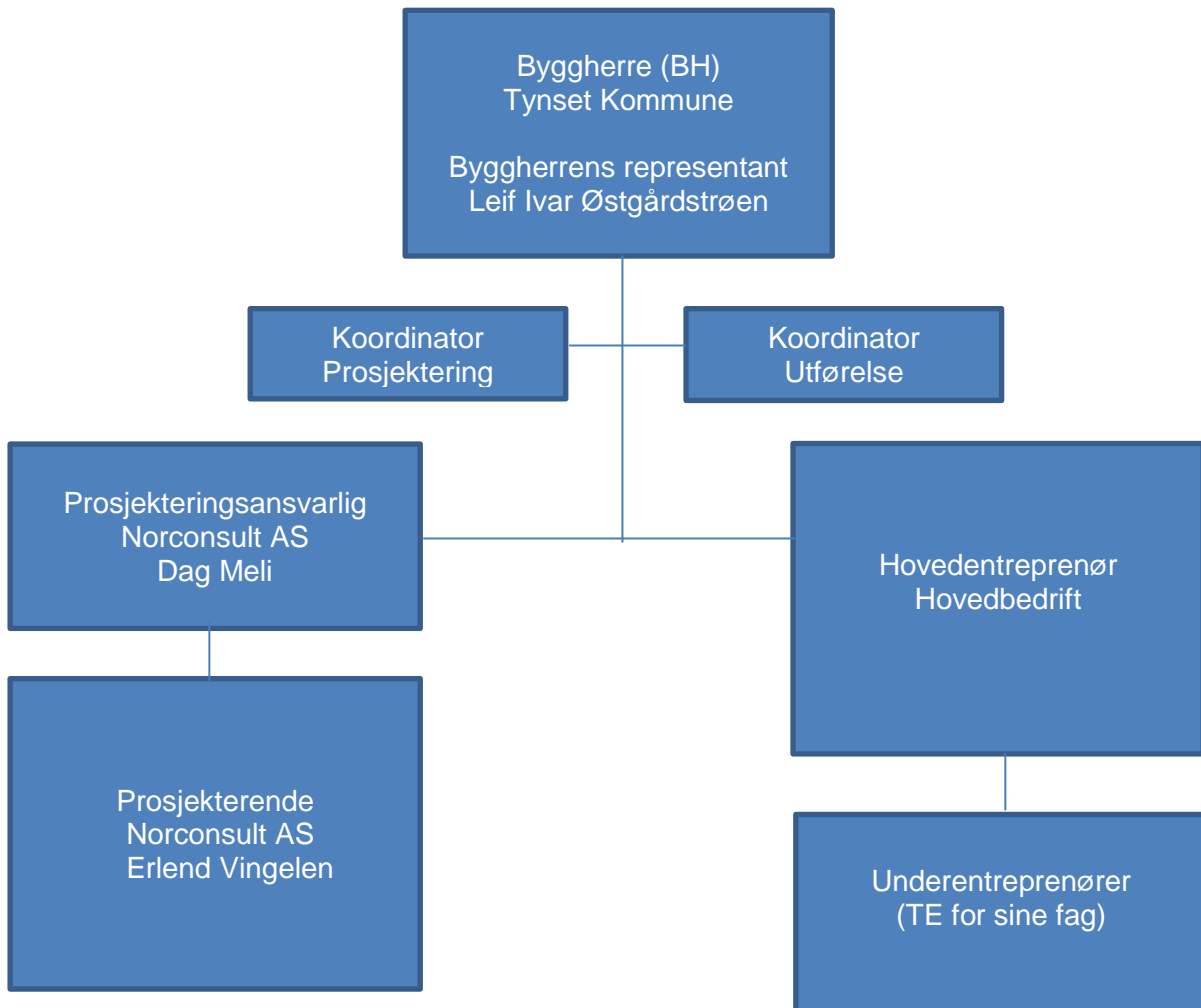 Byggherre (BH)
Tynset Kommune
Byggherrens representant
Leif Ivar Østgårdstrøen
Koordinator
Prosjektering
Koordinator
Utførelse
Prosjekteringsansvarlig
Norconsult AS
Dag Meli
Hovedentreprenør
Hovedbedrift
Prosjekterende
Norconsult AS
Erlend Vingelen
Underentreprenører
(TE for sine fag)